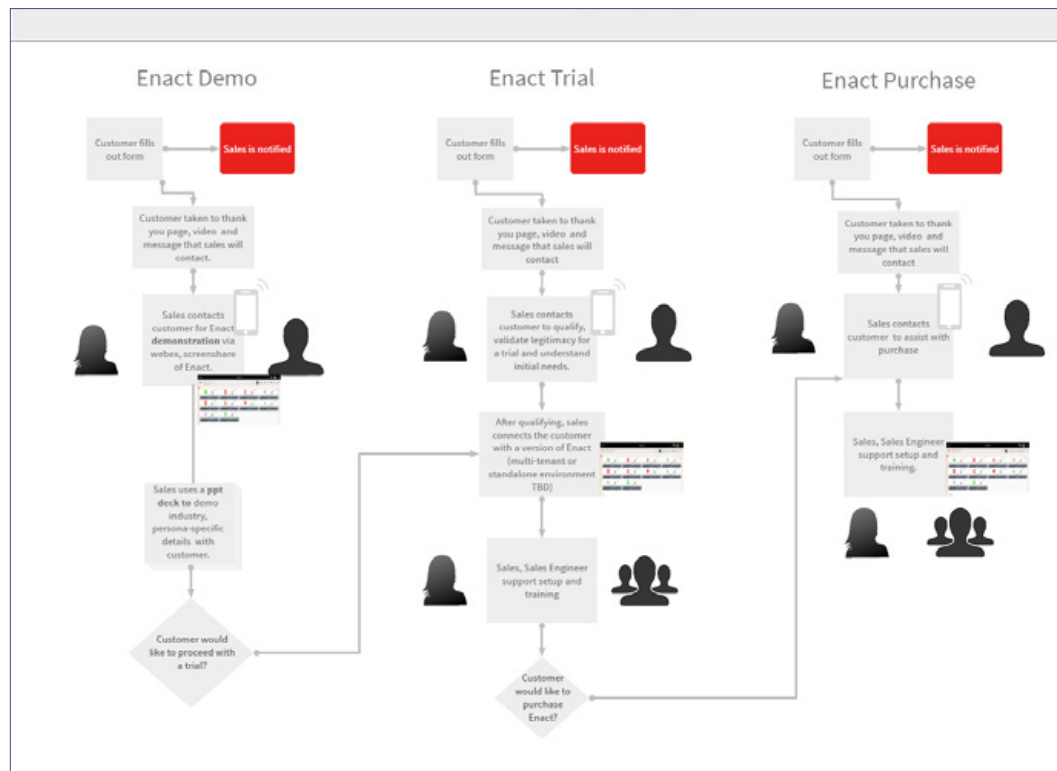 Enact Demo
Customer fills
out form
Sales is notified
Customer taken to thank
you page, video and
message that sales will
contact.
Sales contacts
customer for Enact
demonstration via
webex, screenshare
of Enact.
Sales uses a ppt
deck to demo
industry,
persona-specific
details with
customer.
Customer would
like to proceed with
a trial?
Enact Trial
Customer fills
out form
Sales is notified
Customer taken to thank
you page, video and
message that sales will
contact
Sales contacts
customer to qualify,
validate legitimacy for
a trial and understand
initial needs.
After qualifying, sales
connects the customer
with a version of Enact
(multi-tenant or
standalone environment
TBD)
Sales, Sales Engineer
support setup and
training
Customer
would like to
purchase
Enact?
Enact Purchase
Customer fills
out form
Sales is notified
Customer taken to thank
you page, video and
message that sales will
contact
Sales contacts
customer to assist with
purchase
Sales, Sales Engineer
support setup and
training.